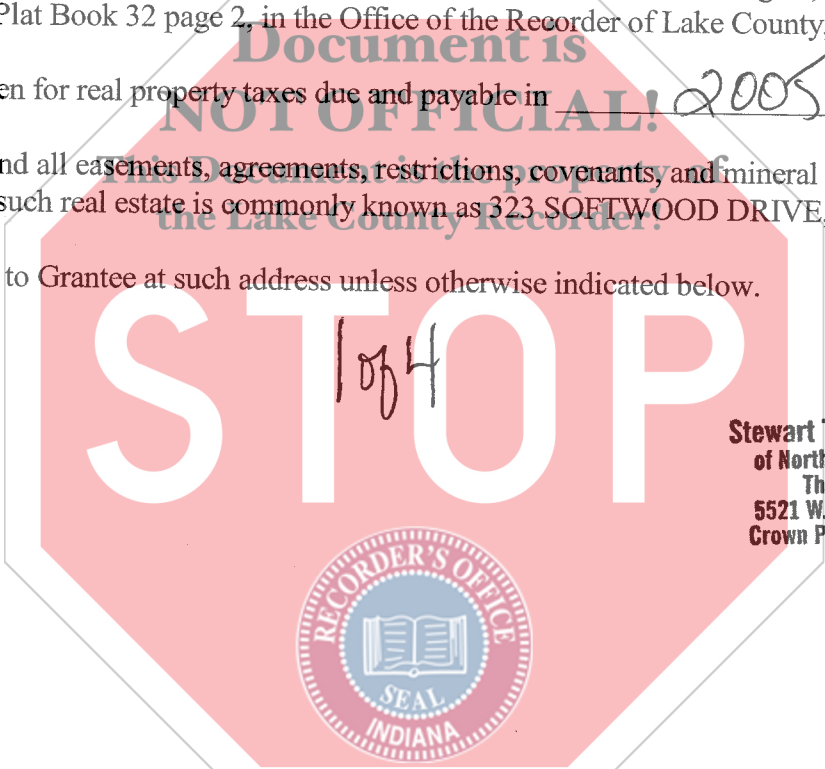 Plat Book 32 page 2, in the Office of the Recorder of Lake County,
Document is
en for real property taxes due and payable in 2005
NOT OFFICIAL!
nd all easements, agreements, restrictions, covenants, and mineral
This Document is the property of
such real estate is commonly known as 323 SOFTWOOD DRIVE,
the Lake County Recorder!
to Grantee at such address unless otherwise indicated below.
STOP
1 of 4
Stewart T
of North
Th
5521 W.
Crown P
RECORDER'S OFFICE
SEAL
INDIANA